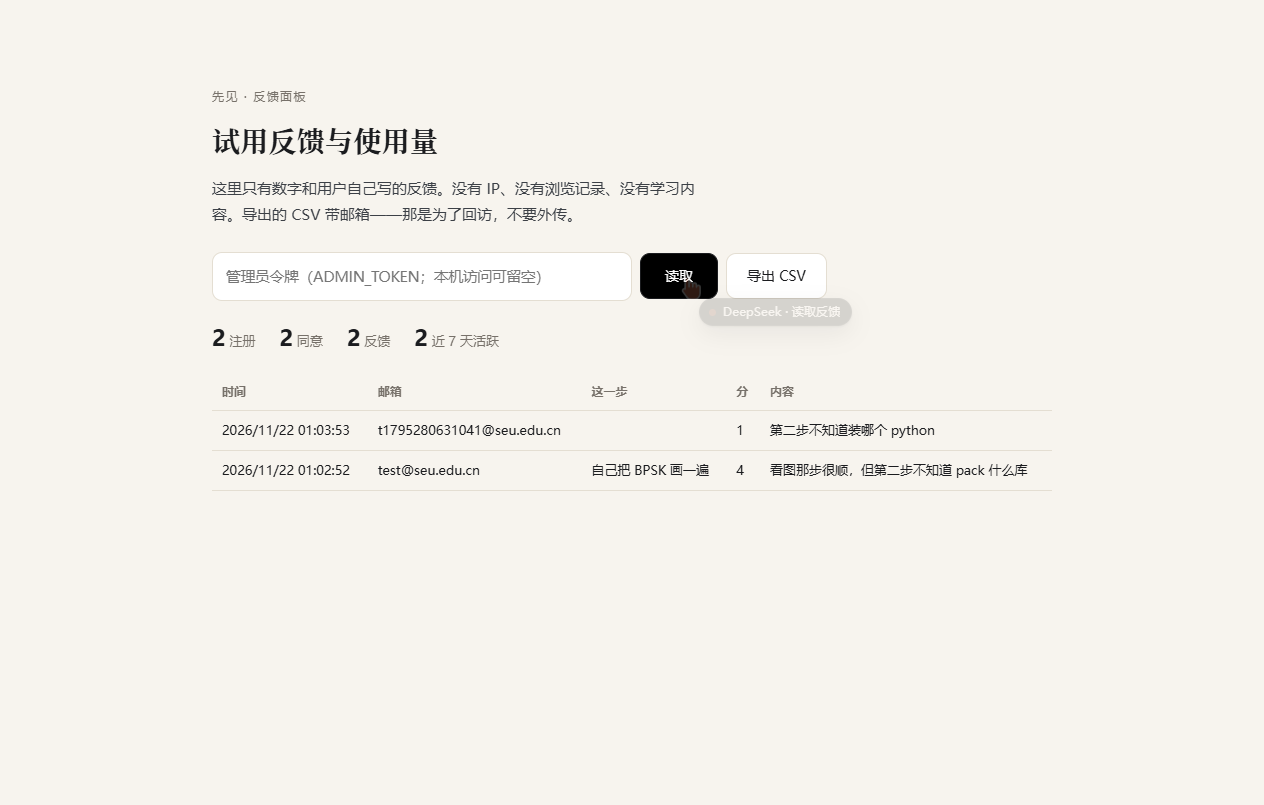 先见 · 反馈面板
试用反馈与使用量
这里只有数字和用户自己写的反馈。没有 IP、没有浏览记录、没有学习内
容。导出的 CSV 带邮箱——那是为了回访，不要外传。
管理员令牌（ADMIN_TOKEN；本机访问可留空） 读取 导出 CSV
DeepSeek · 读取反馈
2 注册 2 同意 2 反馈 2 近 7 天活跃
时间 邮箱 这一步 分 内容
2026/11/22 01:03:53 t1795280631041@seu.edu.cn 1 第二步不知道装哪个 python
2026/11/22 01:02:52 test@seu.edu.cn 自己把 BPSK 画一遍 4 看图那步很顺，但第二步不知道 pack 什么库